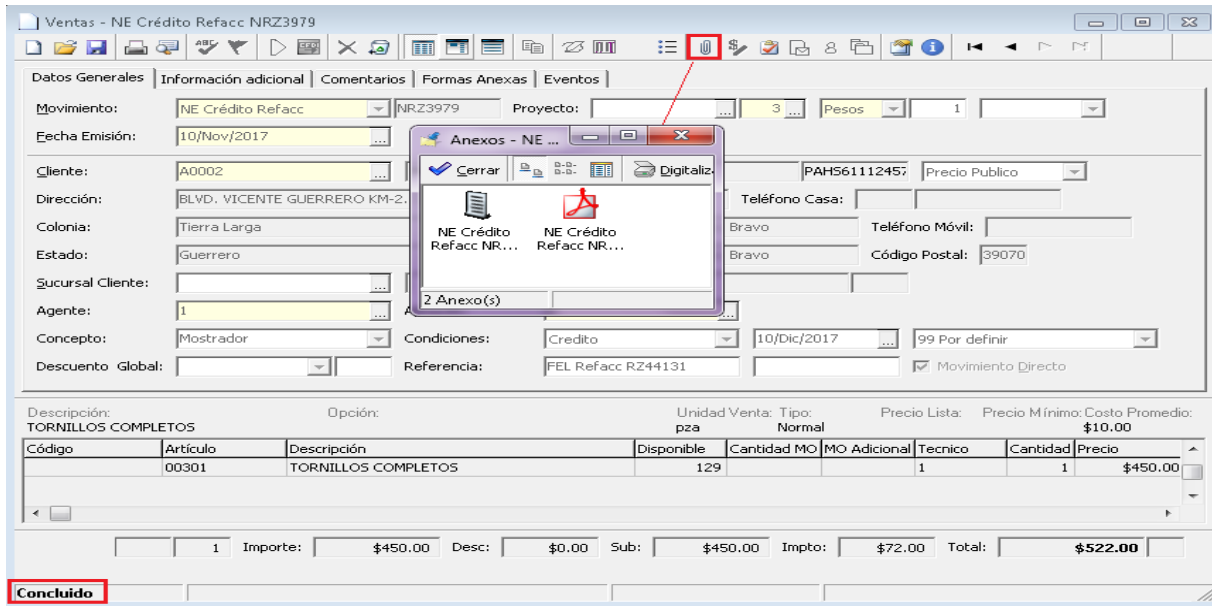 Ventas - NE Crédito Refacc NRZ3979
Datos Generales Información adicional Comentarios Formas Anexas Eventos
Movimiento: NE Crédito Refacc NRZ3979 Proyecto: ... 3 ... Pesos 1
Fecha Emisión: 10/Nov/2017 ...
Anexos - NE ...
Cerrar Digitaliz
Cliente: A0002 ... PAHS61112457 Precio Publico
Dirección: BLVD. VICENTE GUERRERO KM-2. Teléfono Casa:
NE Crédito Refacc NR... NE Crédito Refacc NR...
Colonia: Tierra Larga Bravo Teléfono Móvil:
Estado: Guerrero Bravo Código Postal: 39070
Sucursal Cliente: ...
2 Anexo(s)
Agente: 1 ... A ...
Concepto: Mostrador Condiciones: Credito 10/Dic/2017 ... 99 Por definir
Descuento Global: Referencia: FEL Refacc RZ44131 Movimiento Directo
Descripción: Opción: Unidad Venta: Tipo: Precio Lista: Precio Mínimo: Costo Promedio:
TORNILLOS COMPLETOS pza Normal $10.00
Código Artículo Descripción Disponible Cantidad MO MO Adicional Tecnico Cantidad Precio
00301 TORNILLOS COMPLETOS 129 1 1 $450.00
1 Importe: $450.00 Desc: $0.00 Sub: $450.00 Impto: $72.00 Total: $522.00
Concluido